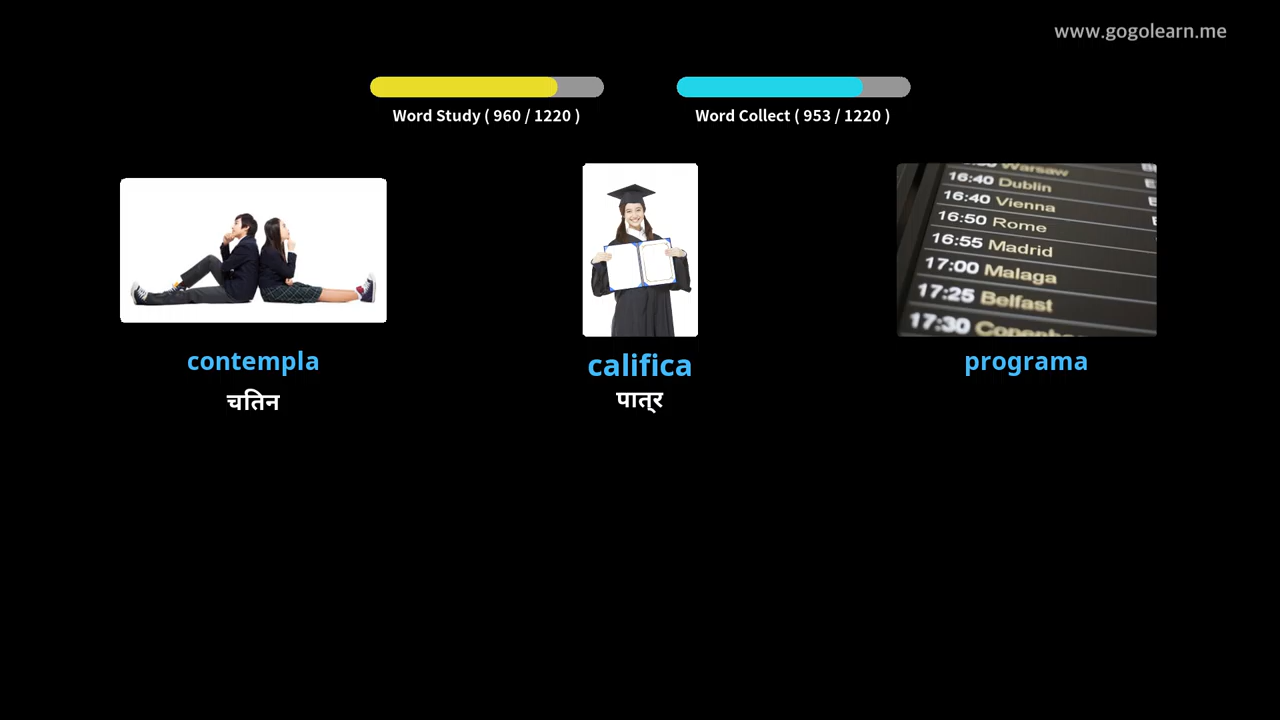 www.gogolearn.me
Word Study ( 960 / 1220 )
Word Collect ( 953 / 1220 )
Warsaw
16:40 Dublin
16:40 Vienna
16:50 Rome
16:55 Madrid
17:00 Malaga
17:25 Belfast
17:30
contempla
califica
programa
चतिन
पात्र